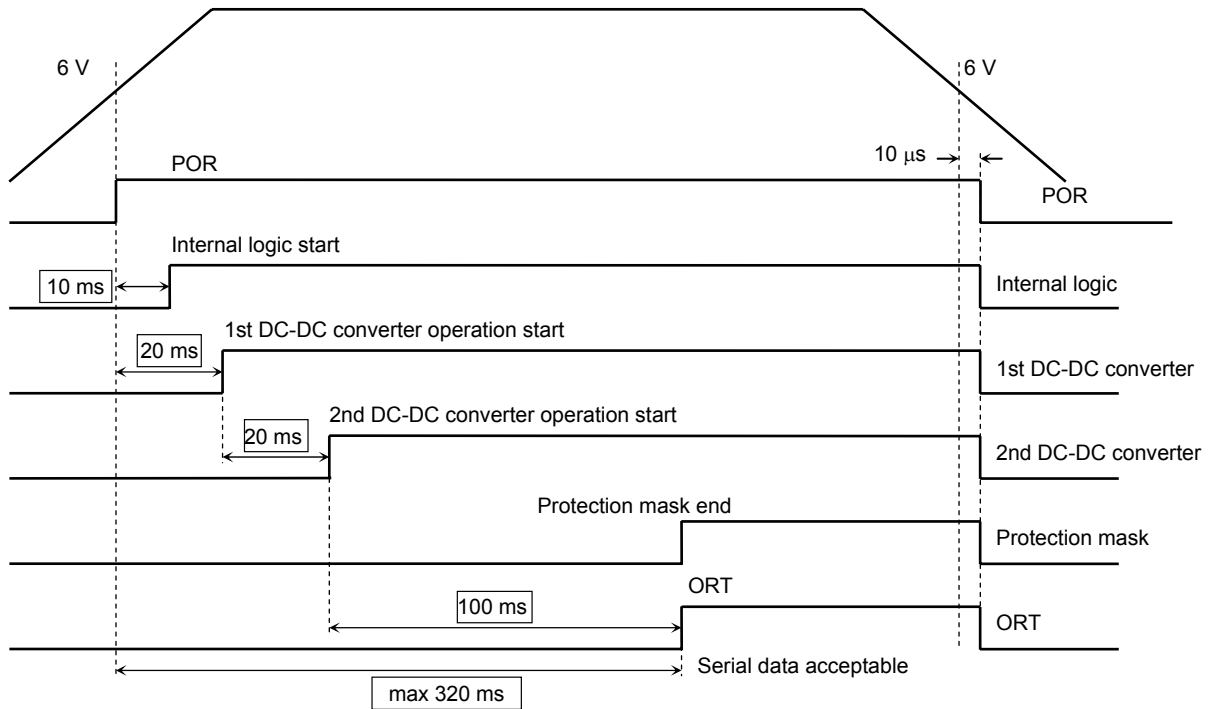 6 V
6 V
10 μs
POR
POR
Internal logic start
10 ms
Internal logic
1st DC-DC converter operation start
20 ms
1st DC-DC converter
2nd DC-DC converter operation start
20 ms
2nd DC-DC converter
Protection mask end
Protection mask
ORT
100 ms
ORT
Serial data acceptable
max 320 ms